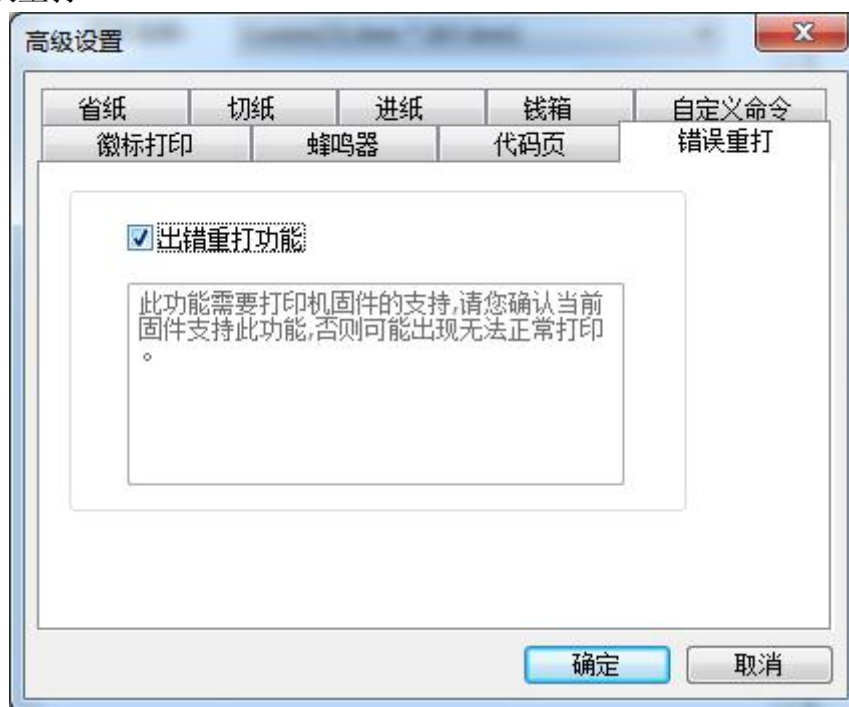 高级设置
省纸 切纸 进纸 钱箱 自定义命令
徽标打印 蜂鸣器 代码页 错误重打
出错重打功能
此功能需要打印机固件的支持,请您确认当前
固件支持此功能,否则可能出现无法正常打印
。
确定 取消